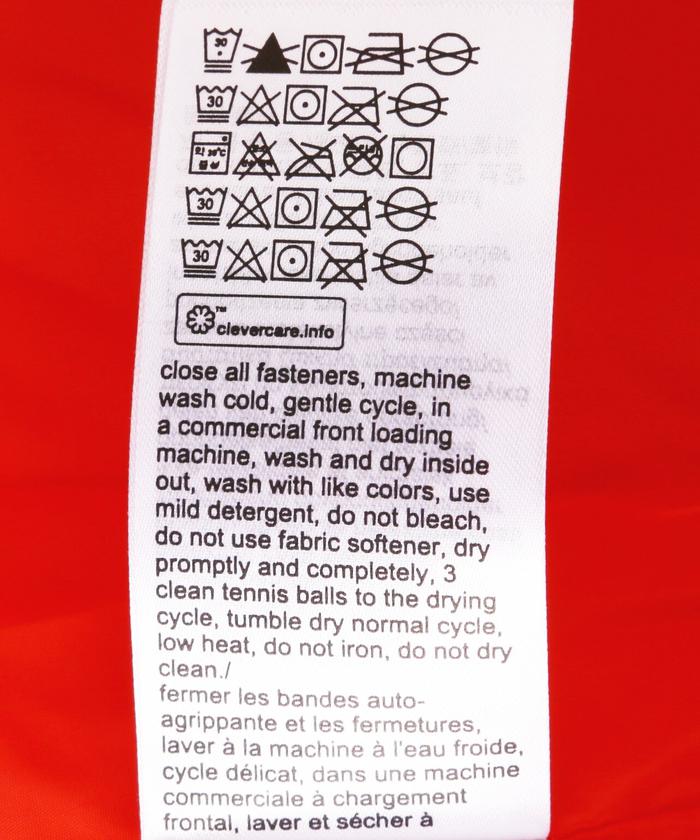 30
30
30
30
™
clevercare.info
close all fasteners, machine
wash cold, gentle cycle, in
a commercial front loading
machine, wash and dry inside
out, wash with like colors, use
mild detergent, do not bleach,
do not use fabric softener, dry
promptly and completely, 3
clean tennis balls to the drying
cycle, tumble dry normal cycle,
low heat, do not iron, do not dry
clean./
fermer les bandes auto-
agrippante et les fermetures,
laver à la machine à l'eau froide,
cycle délicat, dans une machine
commerciale à chargement
frontal, laver et sécher à